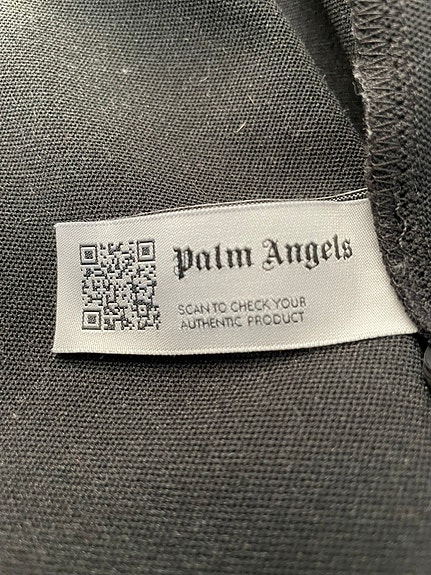 Palm Angels
SCAN TO CHECK YOUR
AUTHENTIC PRODUCT